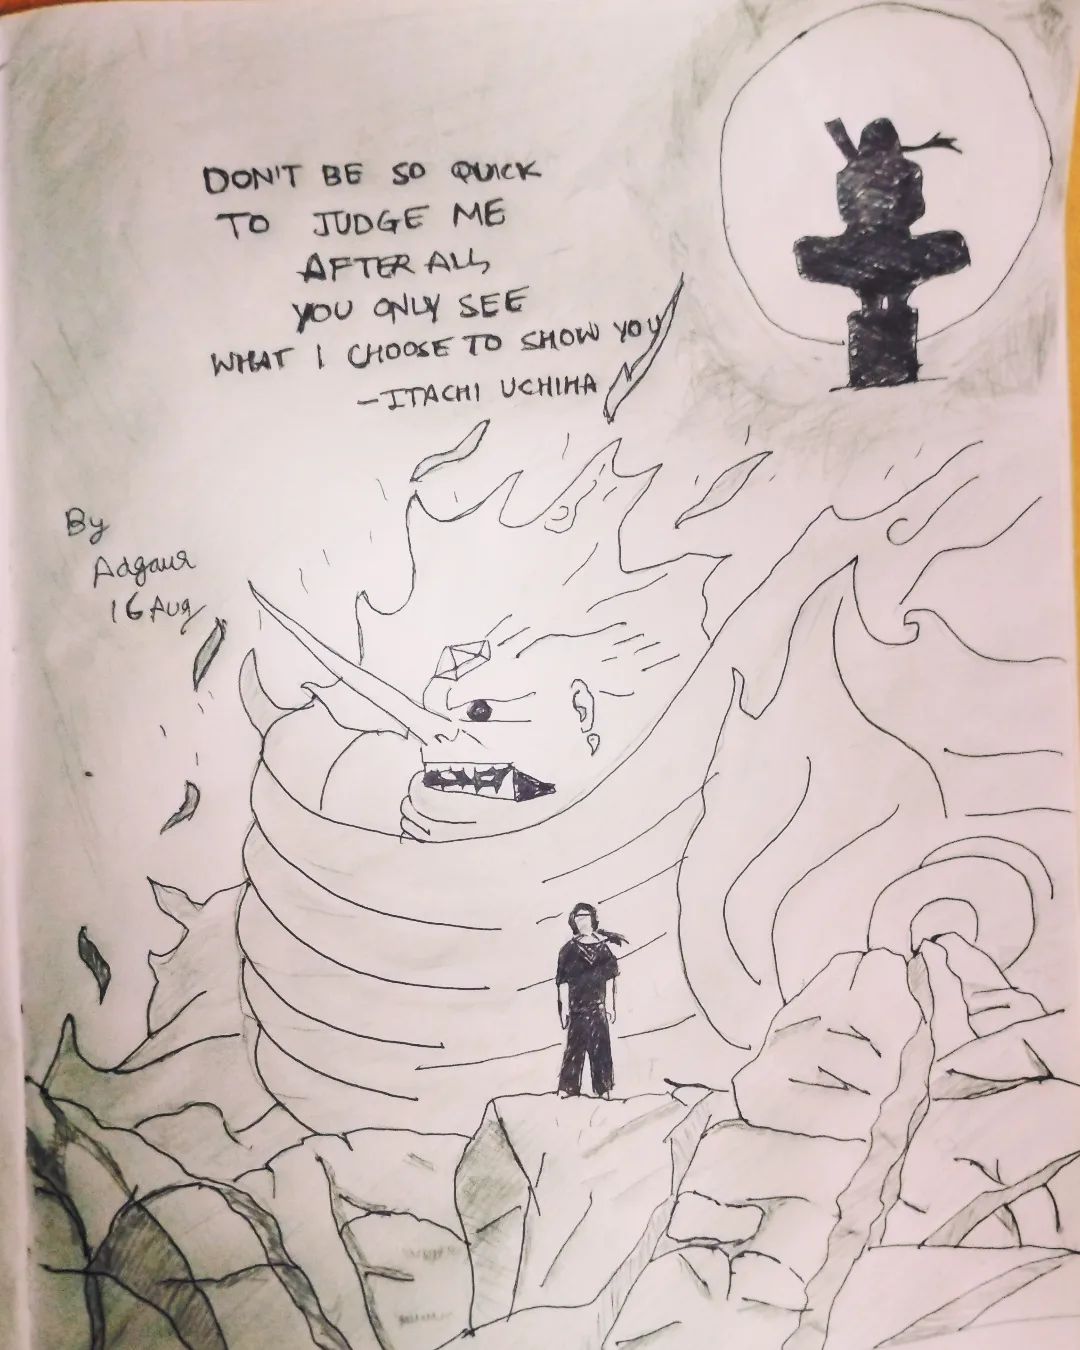 DON'T BE SO QUICK
TO JUDGE ME
AFTER ALL,
YOU ONLY SEE
WHAT I CHOOSE TO SHOW YOU
-ITACHI UCHIHA
By
Adgaur
16 Aug